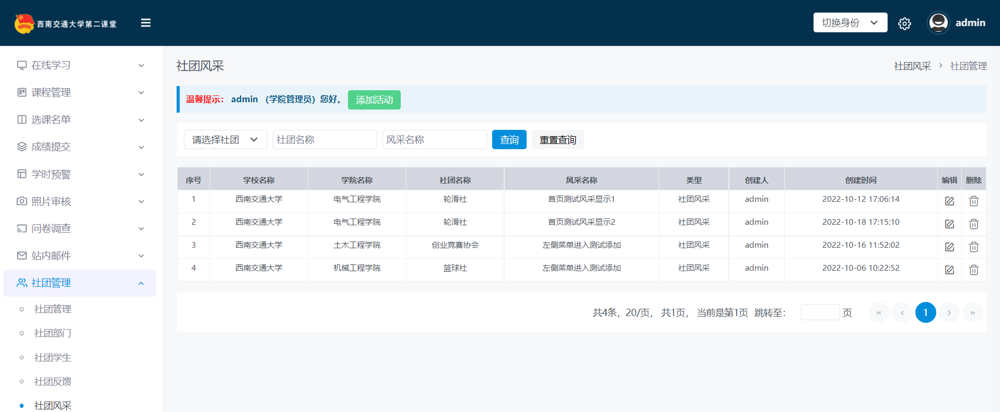 西南交通大学第二课堂
切换身份
admin
在线学习
课程管理
选课名单
成绩提交
学时预警
照片审核
问卷调查
站内邮件
社团管理
社团管理
社团部门
社团学生
社团反馈
社团风采
社团风采
社团风采 > 社团管理
温馨提示： admin （学院管理员）您好。 添加活动
请选择社团 社团名称 风采名称 查询 重置查询
序号 学校名称 学院名称 社团名称 风采名称 类型 创建人 创建时间 编辑 删除
1 西南交通大学 电气工程学院 轮滑社 首页测试风采显示1 社团风采 admin 2022-10-12 17:06:14
2 西南交通大学 电气工程学院 轮滑社 首页测试风采显示2 社团风采 admin 2022-10-18 17:15:10
3 西南交通大学 土木工程学院 创业竞赛协会 左侧菜单进入测试添加 社团风采 admin 2022-10-16 11:52:02
4 西南交通大学 机械工程学院 篮球社 左侧菜单进入测试添加 社团风采 admin 2022-10-06 10:22:52
共4条，20/页， 共1页， 当前是第1页 跳转至： 页 « ‹ 1 › »